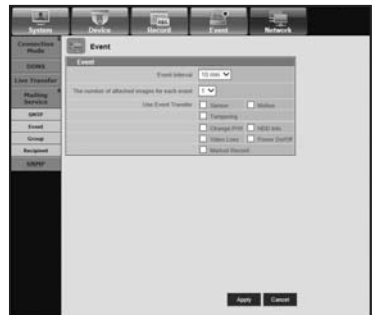 System Device Record Event Network
Connection Mode
DDNS
Live Transfer
Mailing Service
SMTP
Event
Group
Recipient
SNMP
Event
Event
Event Interval 10 min
The number of attached images for each event 5
Use Event Transfer Sensor Motion
Tampering
Change P/W HDD Info
Video Loss Power On/Off
Manual Record
Apply Cancel